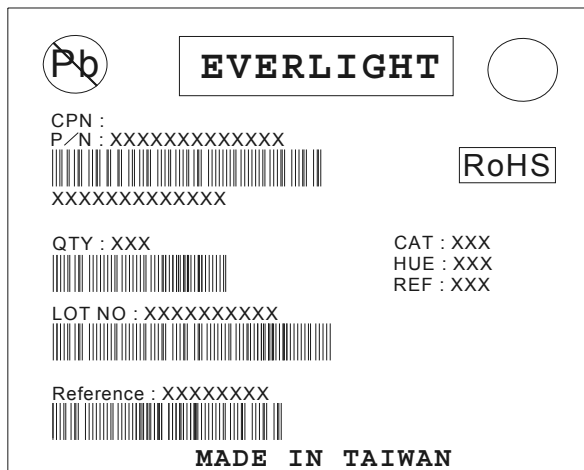 Pb
EVERLIGHT
CPN :
P/N : XXXXXXXXXXXXX
RoHS
XXXXXXXXXXXXX
QTY : XXX
CAT : XXX
HUE : XXX
REF : XXX
LOT NO : XXXXXXXXXX
Reference : XXXXXXXX
MADE IN TAIWAN